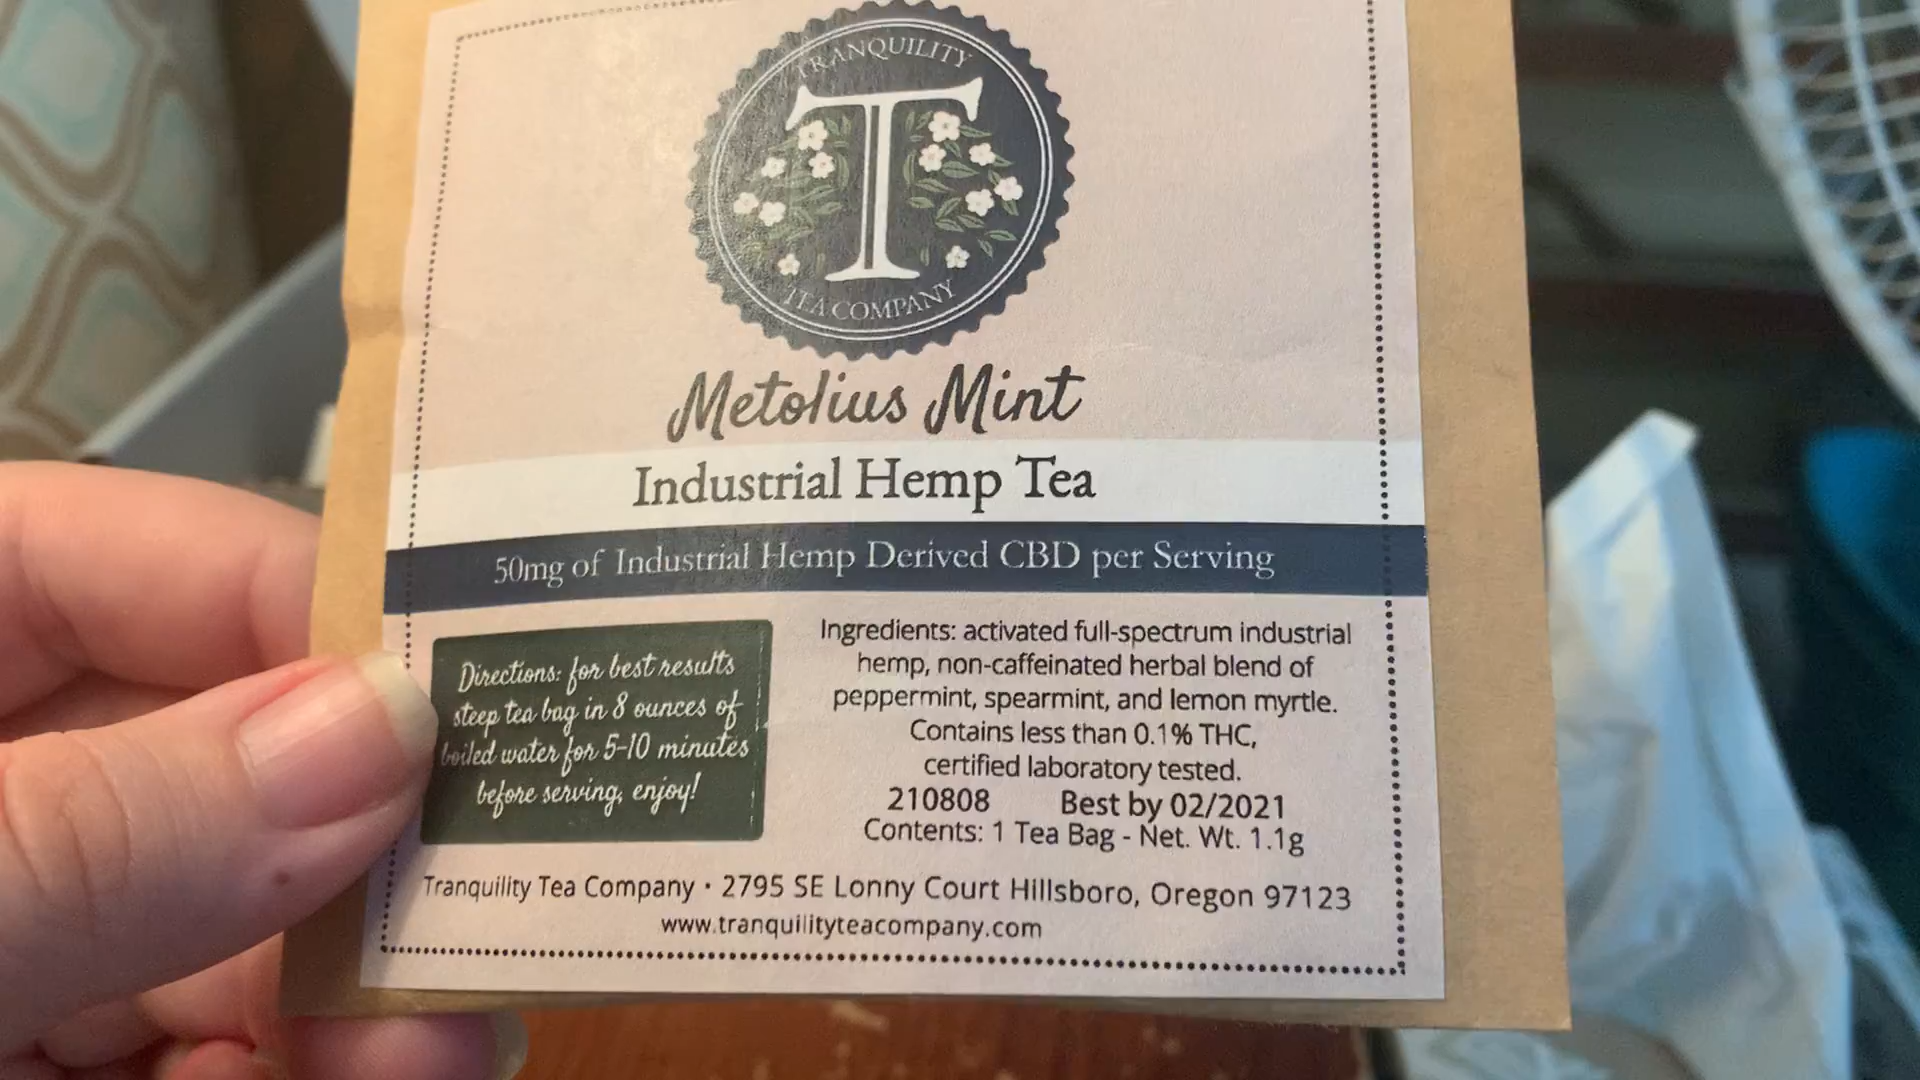 TRANQUILITY
T
TEA COMPANY
Metolius Mint
Industrial Hemp Tea
50mg of Industrial Hemp Derived CBD per Serving
Directions: for best results
steep tea bag in 8 ounces of
boiled water for 5-10 minutes
before serving, enjoy!
Ingredients: activated full-spectrum industrial
hemp, non-caffeinated herbal blend of
peppermint, spearmint, and lemon myrtle.
Contains less than 0.1% THC,
certified laboratory tested.
210808 Best by 02/2021
Contents: 1 Tea Bag - Net. Wt. 1.1g
Tranquility Tea Company • 2795 SE Lonny Court Hillsboro, Oregon 97123
www.tranquilityteacompany.com